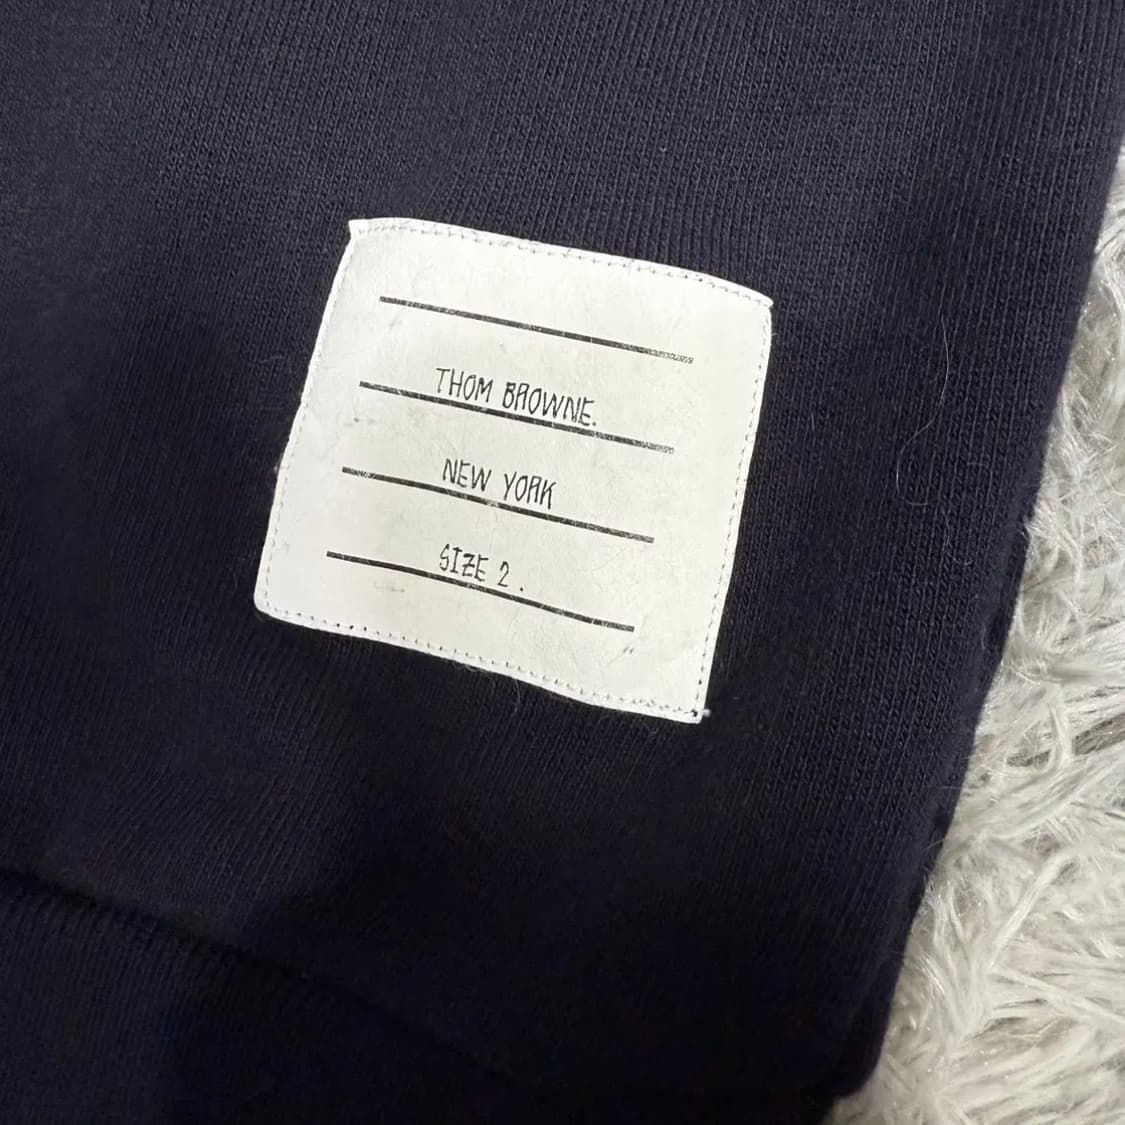 THOM BROWNE.
NEW YORK
SIZE 2.